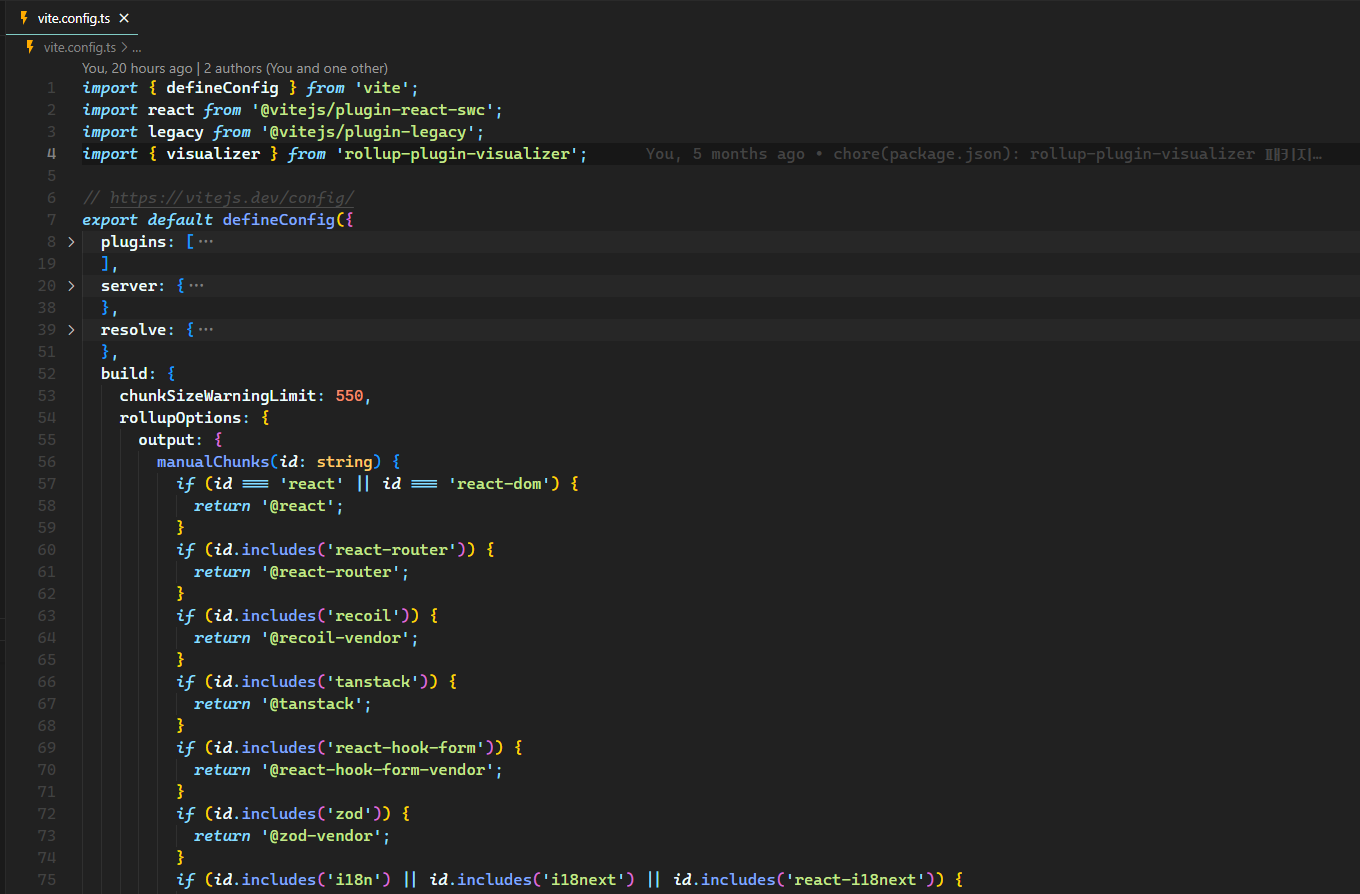 vite.config.ts
vite.config.ts > ...
You, 20 hours ago | 2 authors (You and one other)
1 import { defineConfig } from 'vite';
2 import react from '@vitejs/plugin-react-swc';
3 import legacy from '@vitejs/plugin-legacy';
4 import { visualizer } from 'rollup-plugin-visualizer'; You, 5 months ago • chore(package.json): rollup-plugin-visualizer
5
6 // https://vitejs.dev/config/
7 export default defineConfig({
8 plugins: [ ···
19 ],
20 server: { ···
38 },
39 resolve: { ···
51 },
52 build: {
53 chunkSizeWarningLimit: 550,
54 rollupOptions: {
55 output: {
56 manualChunks(id: string) {
57 if (id === 'react' || id === 'react-dom') {
58 return '@react';
59 }
60 if (id.includes('react-router')) {
61 return '@react-router';
62 }
63 if (id.includes('recoil')) {
64 return '@recoil-vendor';
65 }
66 if (id.includes('tanstack')) {
67 return '@tanstack';
68 }
69 if (id.includes('react-hook-form')) {
70 return '@react-hook-form-vendor';
71 }
72 if (id.includes('zod')) {
73 return '@zod-vendor';
74 }
75 if (id.includes('i18n') || id.includes('i18next') || id.includes('react-i18next')) {